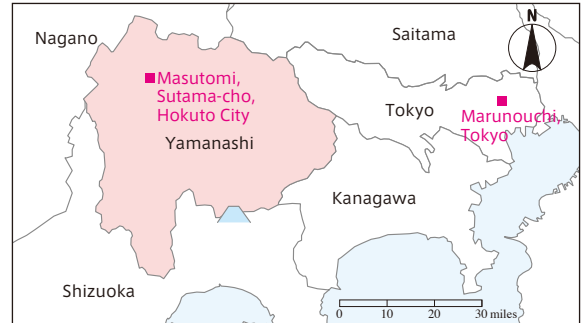 N
Nagano
Saitama
Masutomi,
Sutama-cho,
Hokuto City
Tokyo
Marunouchi,
Tokyo
Yamanashi
Kanagawa
Shizuoka
0 10 20 30 miles